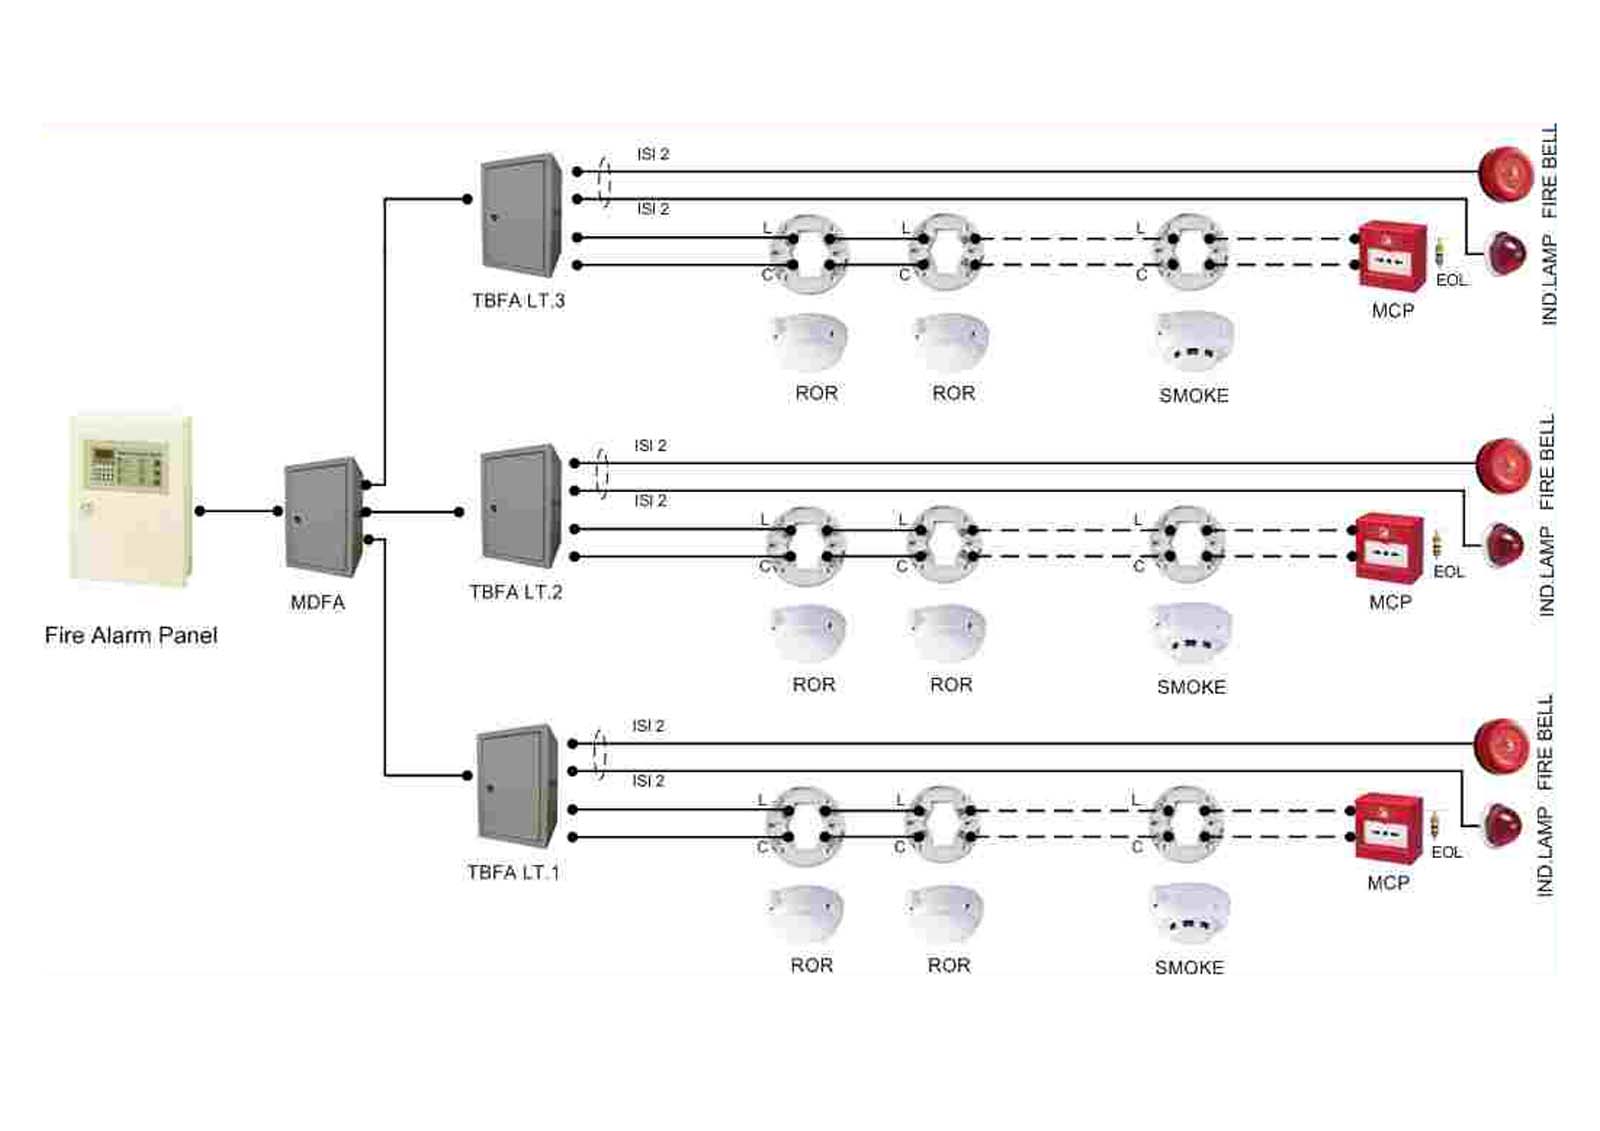 ISI 2
ISI 2
FIRE BELL
L
L
L
C
C
C
EOL
IND.LAMP
TBFA LT.3
MCP
ROR
ROR
SMOKE
ISI 2
ISI 2
FIRE BELL
L
L
L
C
C
C
EOL
IND.LAMP
TBFA LT.2
MCP
MDFA
Fire Alarm Panel
ROR
ROR
SMOKE
ISI 2
ISI 2
FIRE BELL
L
L
L
C
C
C
EOL
IND.LAMP
TBFA LT.1
MCP
ROR
ROR
SMOKE